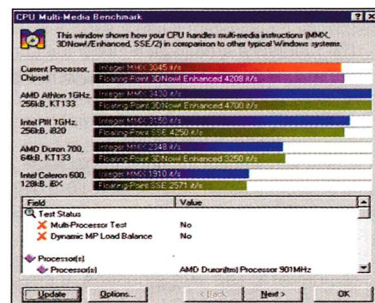 CPU Multi-Media Benchmark
This window shows how your CPU handles multi-media instructions (MMX,
3DNow!/Enhanced, SSE/2) in comparison to other typical Windows systems.
Current Processor, Integer MMX 3045 it/s
Chipset Floating-Point 3DNow! Enhanced 4208 it/s
AMD Athlon 1GHz, Integer MMX 3430 it/s
256kB, KT133 Floating-Point 3DNow! Enhanced 4700 it/s
Intel PIII 1GHz, Integer MMX 3150 it/s
256kB, i820 Floating-Point SSE 4250 it/s
AMD Duron 700, Integer MMX 2348 it/s
64kB, KT133 Floating-Point 3DNow! Enhanced 3250 it/s
Intel Celeron 600, Integer MMX 1910 it/s
128kB, iBX Floating-Point SSE 2571 it/s
Field Value
Test Status
Multi-Processor Test No
Dynamic MP Load Balance No
Processor(s)
Processor(s) AMD Duron(tm) Processor 901MHz
Update Options... < Back Next > OK